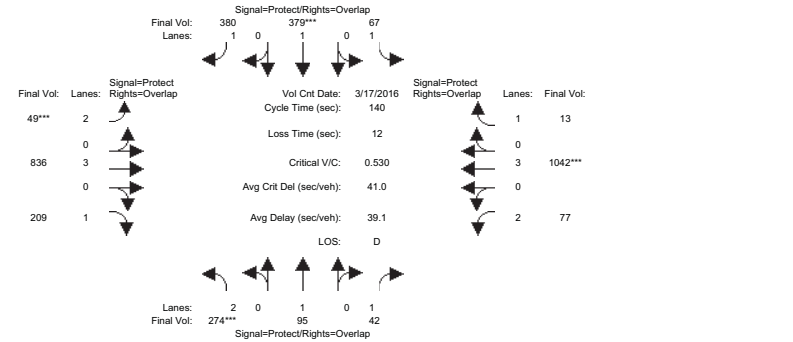 Signal=Protect/Rights=Overlap
Final Vol: 380 379*** 67
Lanes: 1 0 1 0 1
Signal=Protect Signal=Protect
Final Vol: Lanes: Rights=Overlap Vol Cnt Date: 3/17/2016 Rights=Overlap Lanes: Final Vol:
Cycle Time (sec): 140
49*** 2 1 13
Loss Time (sec): 12
0 0
836 3 Critical V/C: 0.530 3 1042***
0 Avg Crit Del (sec/veh): 41.0 0
209 1 Avg Delay (sec/veh): 39.1 2 77
LOS: D
Lanes: 2 0 1 0 1
Final Vol: 274*** 95 42
Signal=Protect/Rights=Overlap